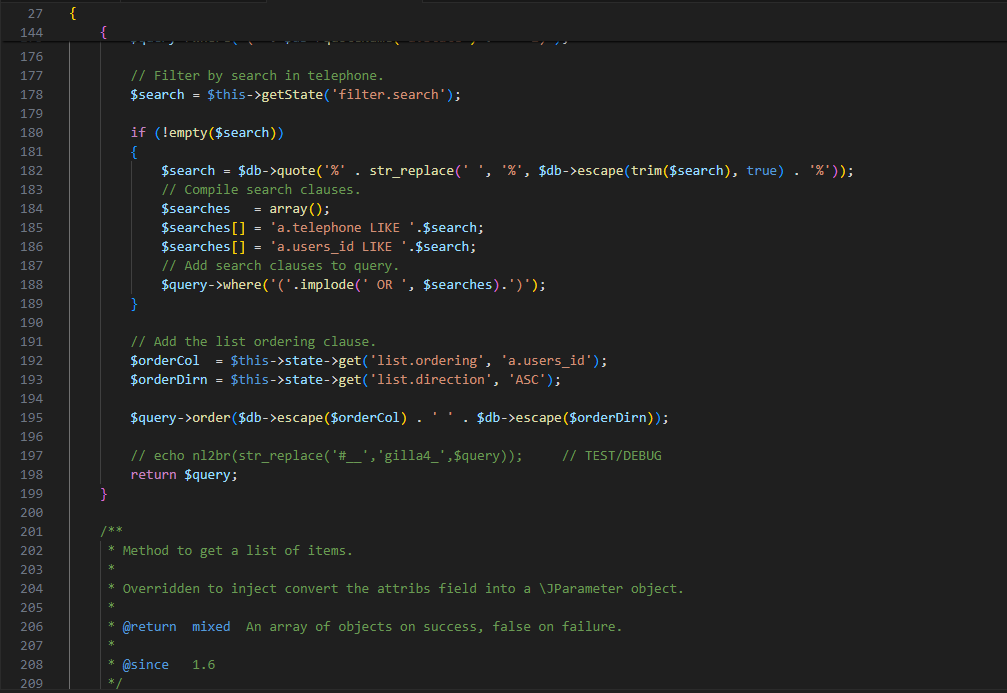 27 {
144 {
176
177 // Filter by search in telephone.
178 $search = $this->getState('filter.search');
179
180 if (!empty($search))
181 {
182 $search = $db->quote('%' . str_replace(' ', '%', $db->escape(trim($search), true) . '%'));
183 // Compile search clauses.
184 $searches   = array();
185 $searches[] = 'a.telephone LIKE '.$search;
186 $searches[] = 'a.users_id LIKE '.$search;
187 // Add search clauses to query.
188 $query->where('('.implode(' OR ', $searches).')');
189 }
190
191 // Add the list ordering clause.
192 $orderCol  = $this->state->get('list.ordering', 'a.users_id');
193 $orderDirn = $this->state->get('list.direction', 'ASC');
194
195 $query->order($db->escape($orderCol) . ' ' . $db->escape($orderDirn));
196
197 // echo nl2br(str_replace('#__','gilla4_',$query));     // TEST/DEBUG
198 return $query;
199 }
200
201 /**
202 * Method to get a list of items.
203 *
204 * Overridden to inject convert the attribs field into a \JParameter object.
205 *
206 * @return  mixed  An array of objects on success, false on failure.
207 *
208 * @since   1.6
209 */